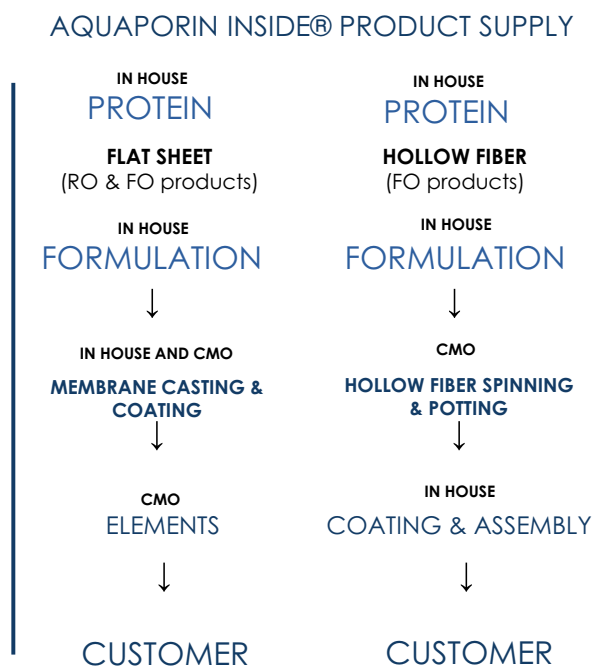 AQUAPORIN INSIDE® PRODUCT SUPPLY
IN HOUSE
PROTEIN
FLAT SHEET
(RO & FO products)
IN HOUSE
FORMULATION
↓
IN HOUSE AND CMO
MEMBRANE CASTING &
COATING
↓
CMO
ELEMENTS
↓
CUSTOMER
IN HOUSE
PROTEIN
HOLLOW FIBER
(FO products)
IN HOUSE
FORMULATION
↓
CMO
HOLLOW FIBER SPINNING
& POTTING
↓
IN HOUSE
COATING & ASSEMBLY
↓
CUSTOMER